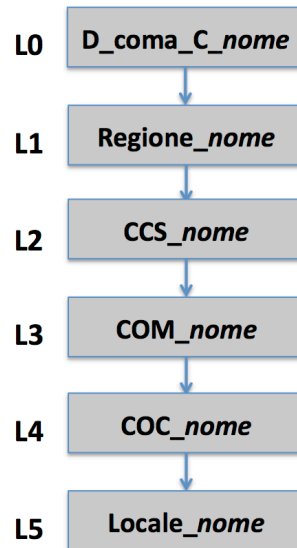 L0 D_coma_C_nome
L1 Regione_nome
L2 CCS_nome
L3 COM_nome
L4 COC_nome
L5 Locale_nome